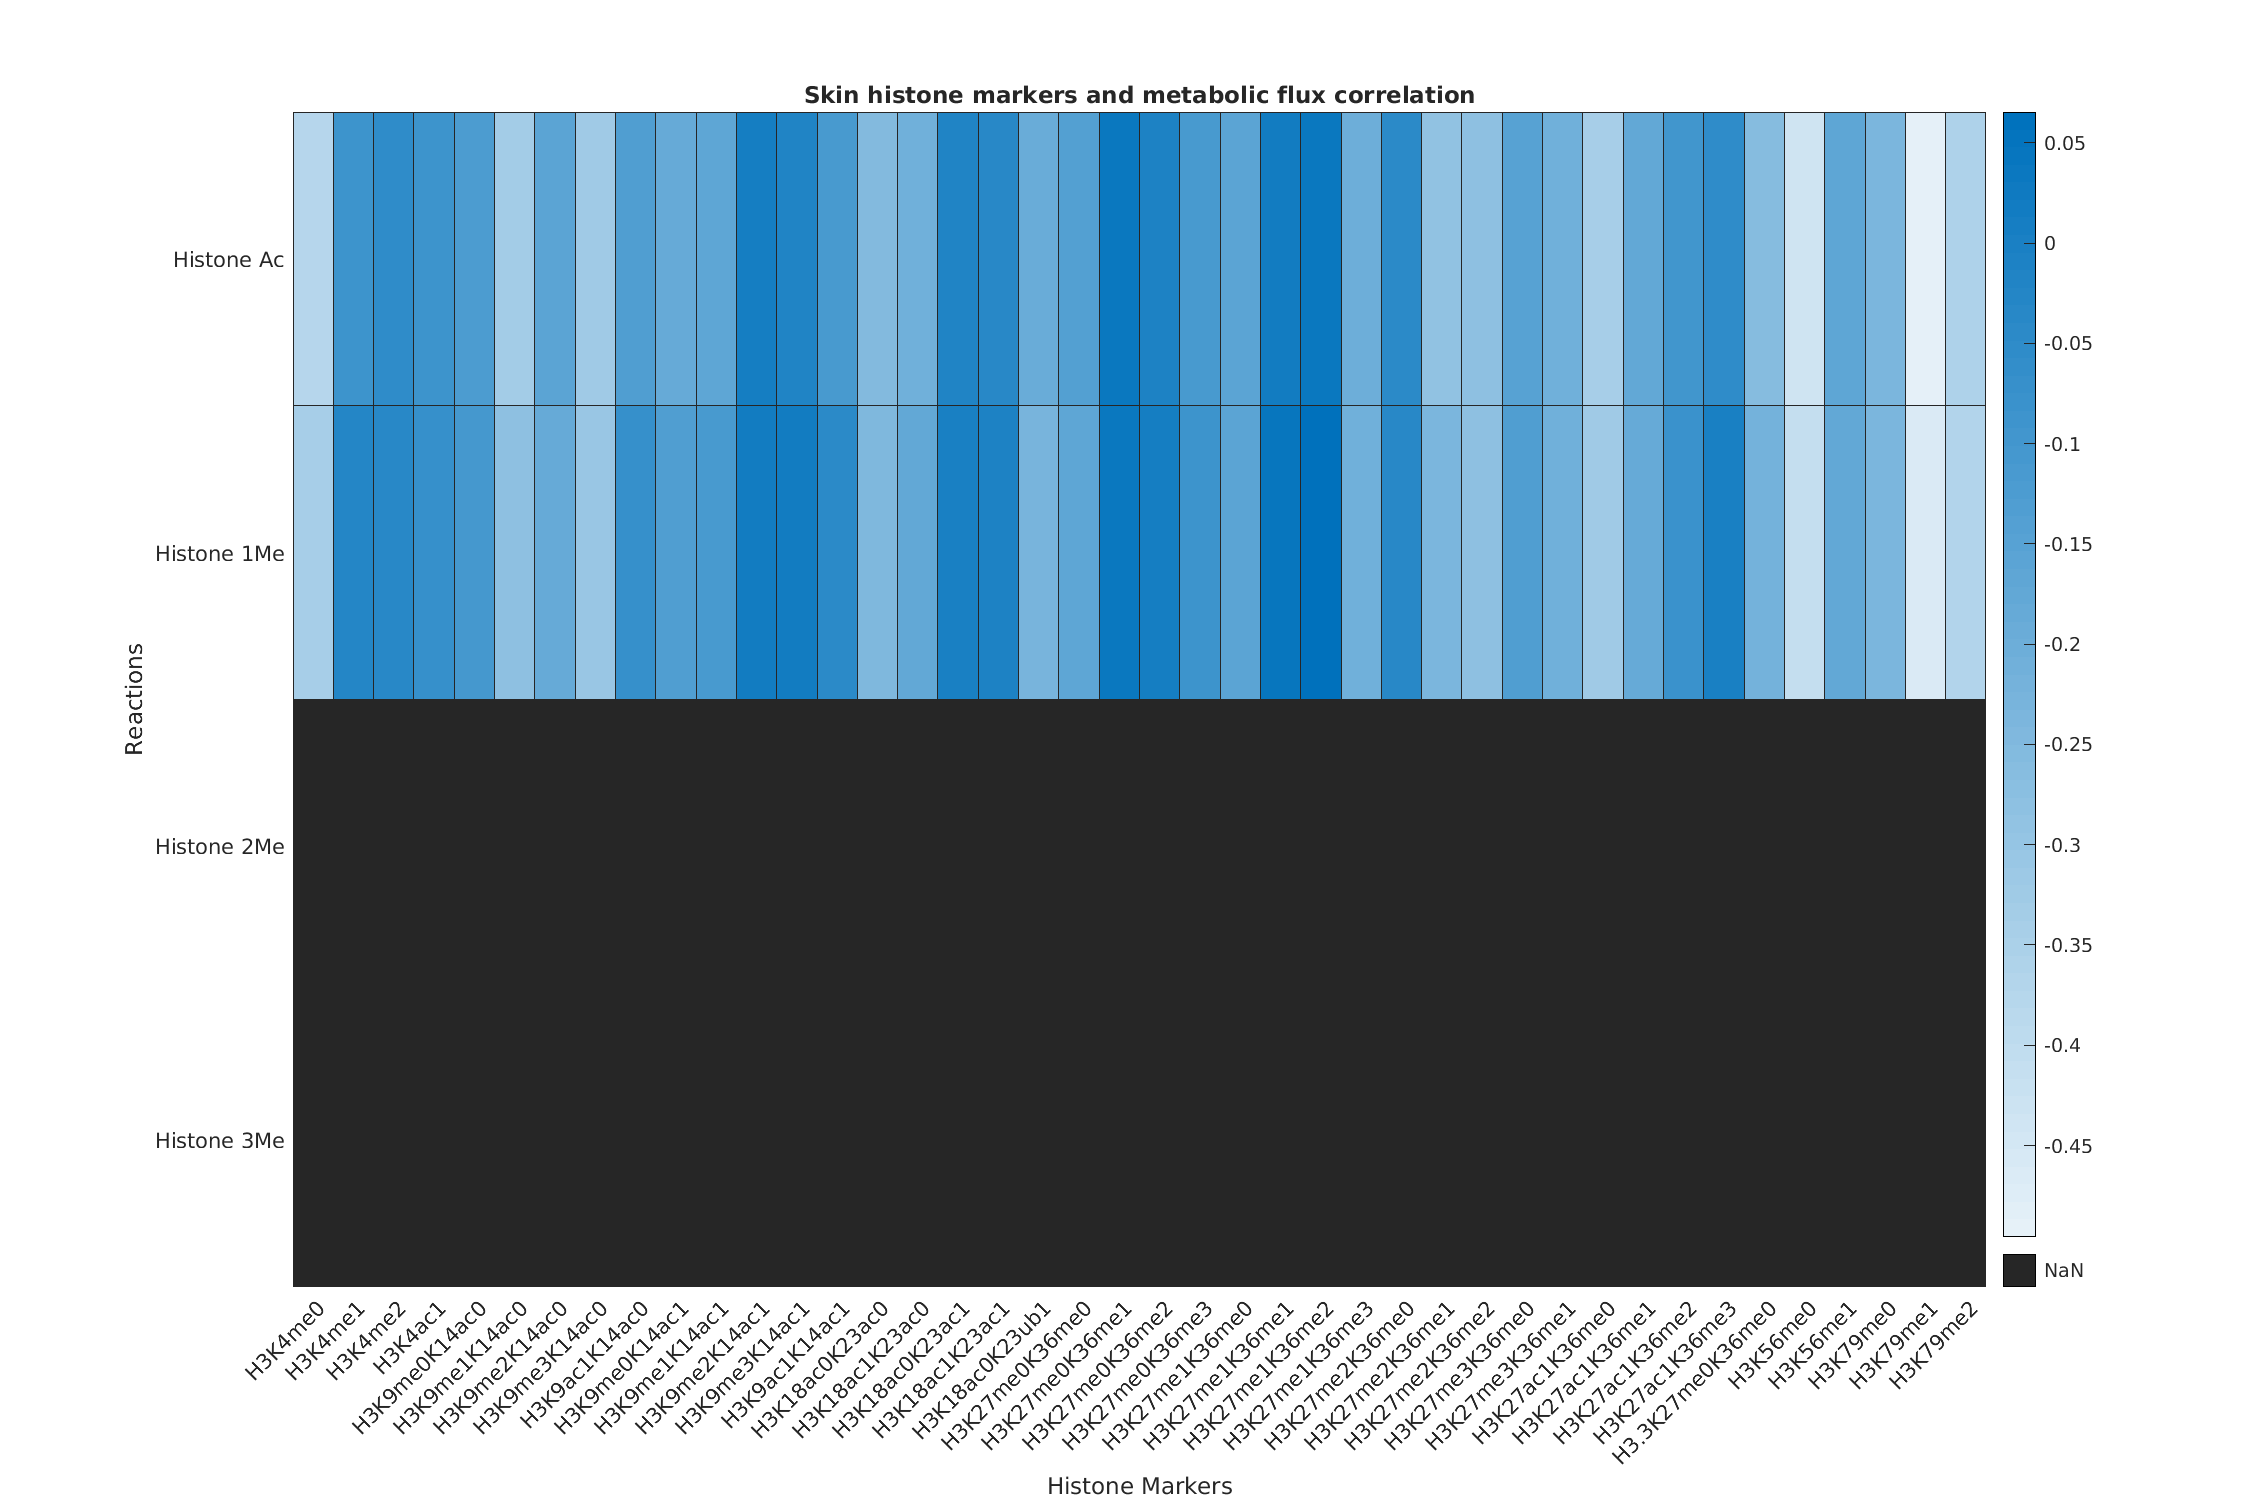 Skin histone markers and metabolic flux correlation
Reactions
Histone Ac
Histone 1Me
Histone 2Me
Histone 3Me
0.05
0
-0.05
-0.1
-0.15
-0.2
-0.25
-0.3
-0.35
-0.4
-0.45
NaN
H3K4me0
H3K4me1
H3K4me2
H3K4ac1
H3K9me0K14ac0
H3K9me1K14ac0
H3K9me2K14ac0
H3K9me3K14ac0
H3K9ac1K14ac0
H3K9me0K14ac1
H3K9me1K14ac1
H3K9me2K14ac1
H3K9me3K14ac1
H3K9ac1K14ac1
H3K18ac0K23ac0
H3K18ac1K23ac0
H3K18ac0K23ac1
H3K18ac1K23ac1
H3K18ac0K23ub1
H3K27me0K36me0
H3K27me0K36me1
H3K27me0K36me2
H3K27me0K36me3
H3K27me1K36me0
H3K27me1K36me1
H3K27me1K36me2
H3K27me1K36me3
H3K27me2K36me0
H3K27me2K36me1
H3K27me2K36me2
H3K27me3K36me0
H3K27me3K36me1
H3K27ac1K36me0
H3K27ac1K36me1
H3K27ac1K36me2
H3K27ac1K36me3
H3.3K27me0K36me0
H3K56me0
H3K56me1
H3K79me0
H3K79me1
H3K79me2
Histone Markers